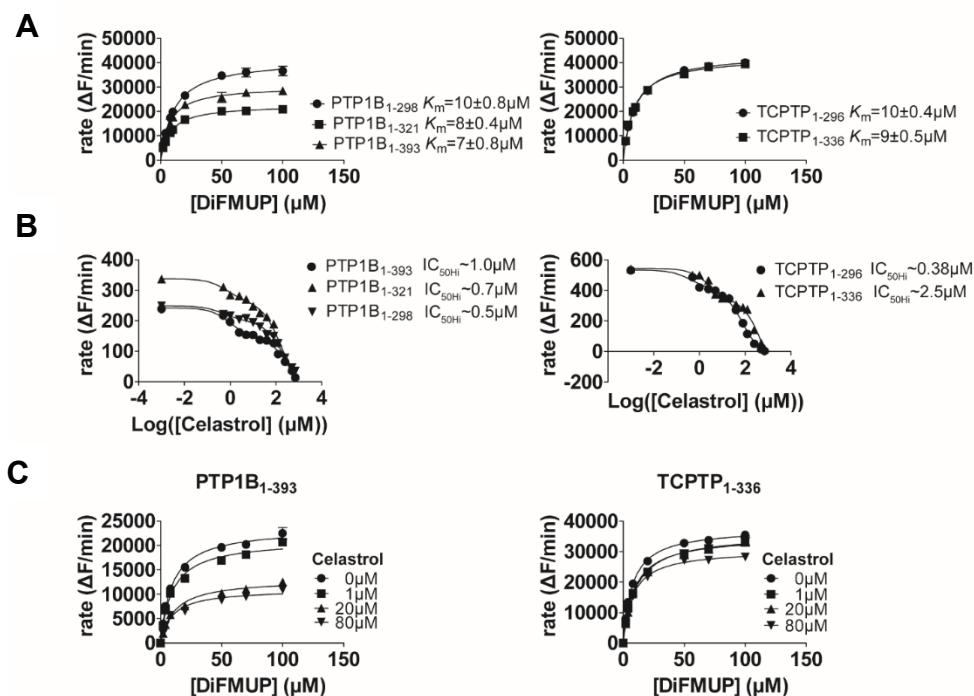 A
rate (ΔF/min)
50000
40000
30000
20000
10000
0
0 50 100 150
[DiFMUP] (µM)
PTP1B1-298 Km=10±0.8µM
PTP1B1-321 Km=8±0.4µM
PTP1B1-393 Km=7±0.8µM
rate (ΔF/min)
50000
40000
30000
20000
10000
0
0 50 100 150
[DiFMUP] (µM)
TCPTP1-296 Km=10±0.4µM
TCPTP1-336 Km=9±0.5µM
B
rate (ΔF/min)
400
300
200
100
0
-4 -2 0 2 4
Log([Celastrol] (µM))
PTP1B1-393 IC50Hi~1.0µM
PTP1B1-321 IC50Hi~0.7µM
PTP1B1-298 IC50Hi~0.5µM
rate (ΔF/min)
600
400
200
0
-200
-2 0 2 4
Log([Celastrol] (µM))
TCPTP1-296 IC50Hi~0.38µM
TCPTP1-336 IC50Hi~2.5µM
C
PTP1B1-393
rate (ΔF/min)
25000
20000
15000
10000
5000
0
0 50 100 150
[DiFMUP] (µM)
Celastrol
0µM
1µM
20µM
80µM
TCPTP1-336
rate (ΔF/min)
40000
30000
20000
10000
0
0 50 100 150
[DiFMUP] (µM)
Celastrol
0µM
1µM
20µM
80µM